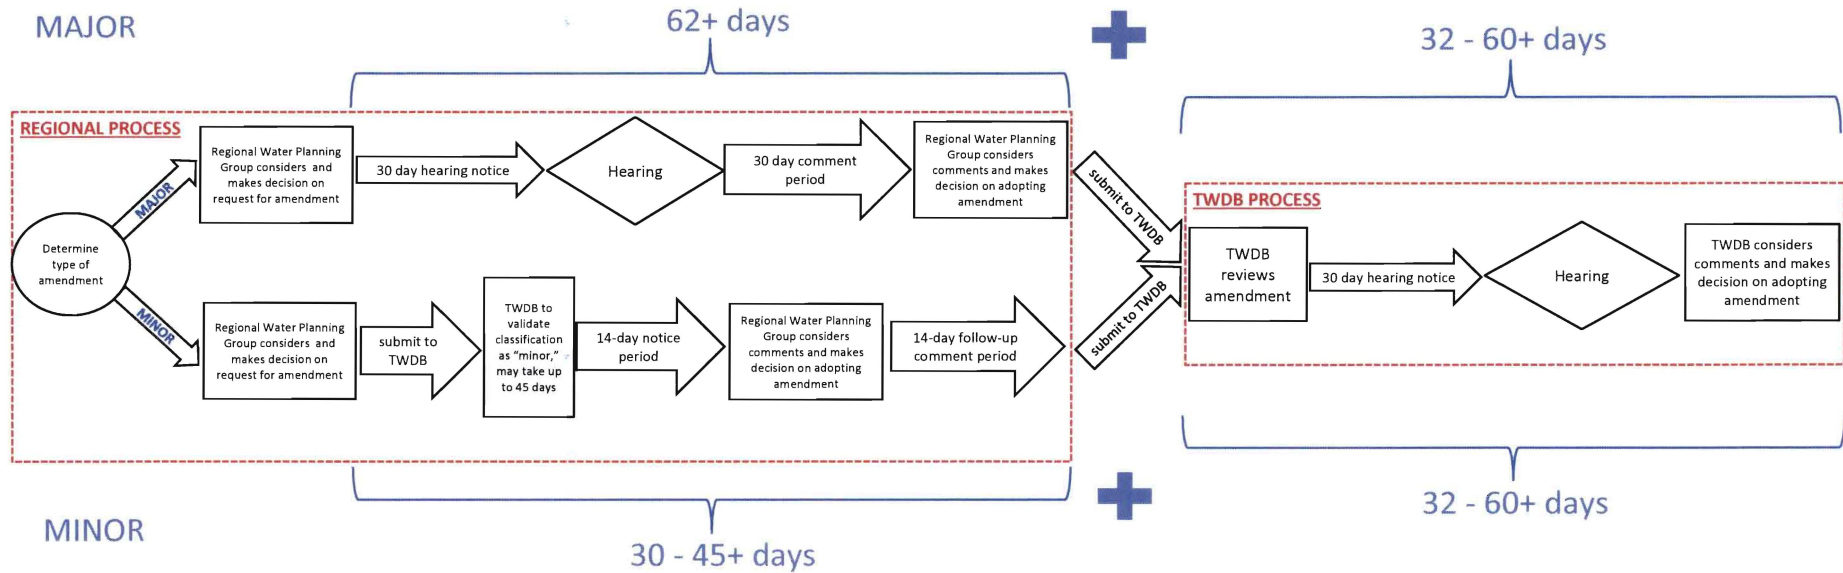 MAJOR
62+ days
32 - 60+ days
REGIONAL PROCESS
Determine
type of
amendment
MAJOR
Regional Water Planning
Group considers and
makes decision on
request for amendment
30 day hearing notice
Hearing
30 day comment
period
Regional Water Planning
Group considers
comments and makes
decision on adopting
amendment
submit to TWDB
MINOR
Regional Water Planning
Group considers and
makes decision on
request for amendment
submit to
TWDB
TWDB to
validate
classification
as “minor,”
may take up
to 45 days
14-day notice
period
Regional Water Planning
Group considers
comments and makes
decision on adopting
amendment
14-day follow-up
comment period
submit to TWDB
TWDB PROCESS
TWDB
reviews
amendment
30 day hearing notice
Hearing
TWDB considers
comments and makes
decision on adopting
amendment
MINOR
30 - 45+ days
32 - 60+ days